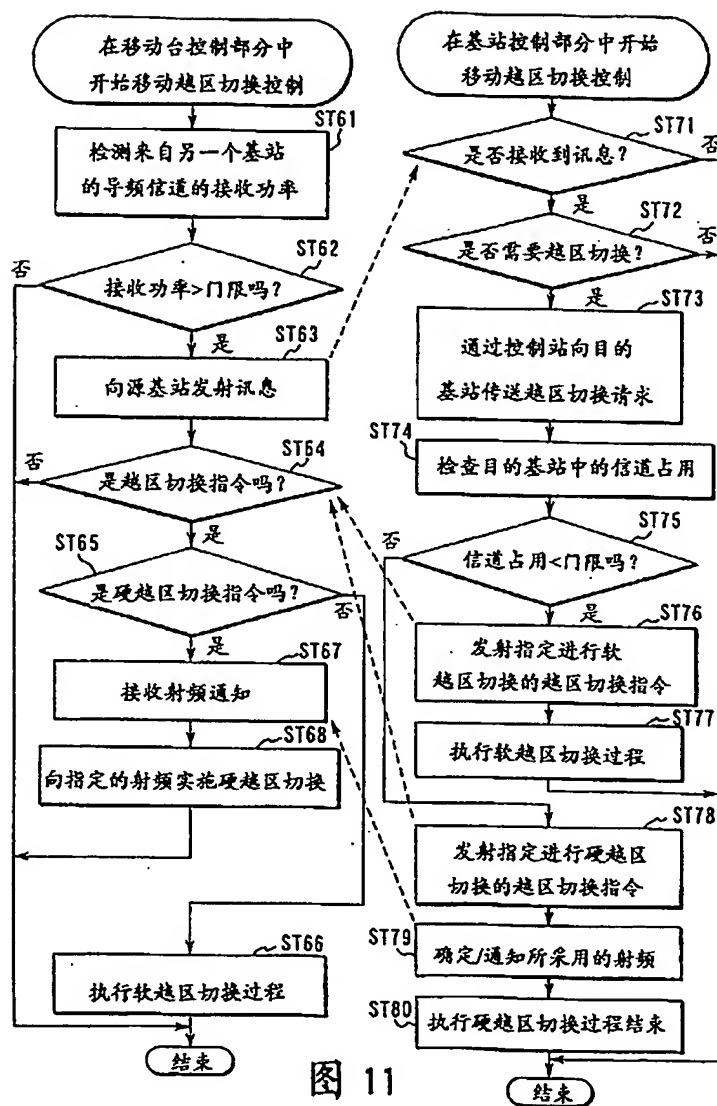 在移动台控制部分中
开始移动越区切换控制
ST61
检测来自另一个基站
的导频信道的接收功率
ST62
否
接收功率>门限吗?
是
ST63
向源基站发射讯息
ST64
否
是越区切换指令吗?
是
ST65
是硬越区切换指令吗?
否
是
ST67
接收射频通知
ST68
向指定的射频实施硬越区切换
ST66
执行软越区切换过程
结束
在基站控制部分中开始
移动越区切换控制
ST71
否
是否接收到讯息?
是
ST72
否
是否需要越区切换?
是
ST73
通过控制站向目的
基站传送越区切换请求
ST74
检查目的基站中的信道占用
ST75
否
信道占用<门限吗?
是
ST76
发射指定进行软
越区切换的越区切换指令
ST77
执行软越区切换过程
ST78
发射指定进行硬越区
切换的越区切换指令
ST79
确定/通知所采用的射频
ST80
执行硬越区切换过程结束
结束
图 11